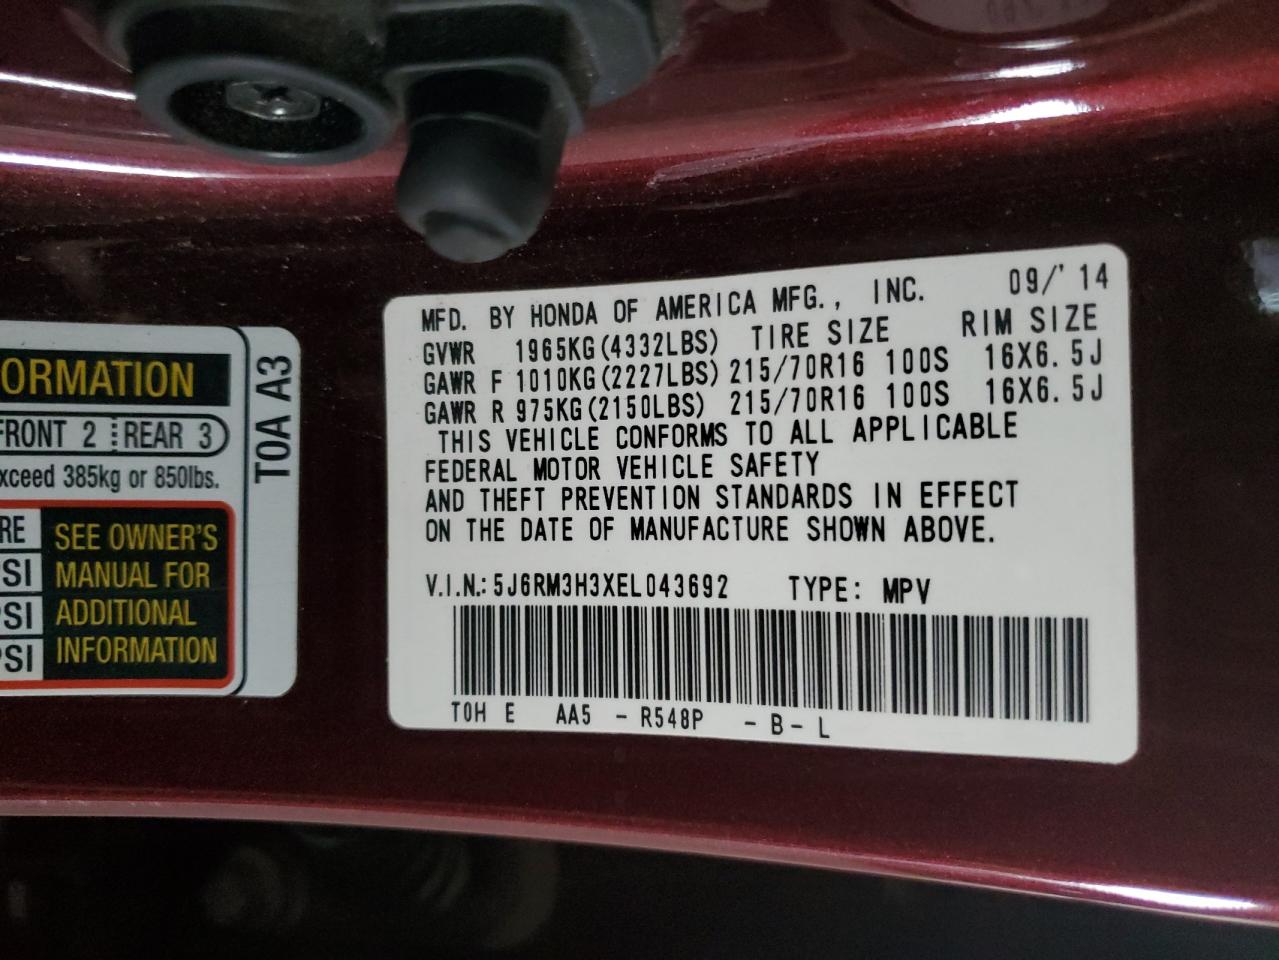 ORMATION
FRONT 2 REAR 3
xceed 385kg or 850lbs.
RE
SI
PSI
PSI
SEE OWNER'S
MANUAL FOR
ADDITIONAL
INFORMATION
T0A A3
MFD. BY HONDA OF AMERICA MFG., INC. 09/'14
GVWR 1965KG(4332LBS) TIRE SIZE RIM SIZE
GAWR F 1010KG(2227LBS) 215/70R16 100S 16X6.5J
GAWR R 975KG(2150LBS) 215/70R16 100S 16X6.5J
THIS VEHICLE CONFORMS TO ALL APPLICABLE
FEDERAL MOTOR VEHICLE SAFETY
AND THEFT PREVENTION STANDARDS IN EFFECT
ON THE DATE OF MANUFACTURE SHOWN ABOVE.
V.I.N.: 5J6RM3H3XEL043692 TYPE: MPV
T0H E AA5 - R548P - B - L